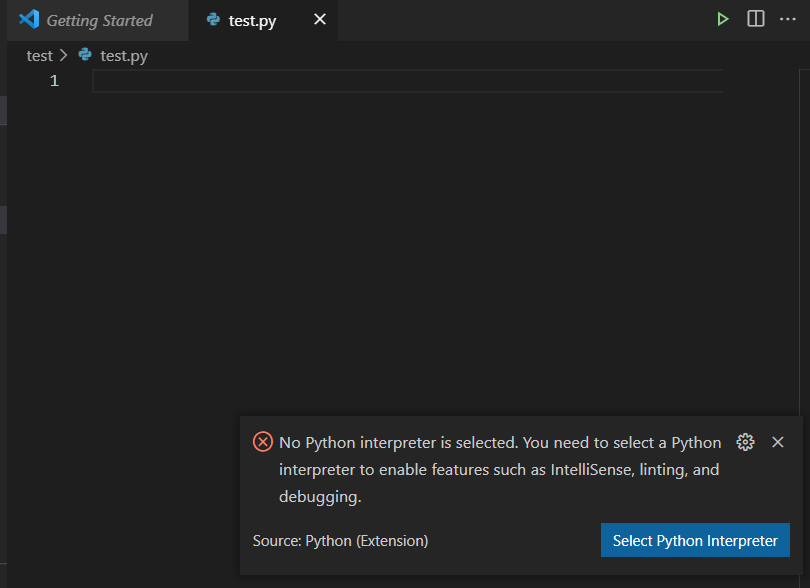 Getting Started
test.py
test > test.py
1
No Python interpreter is selected. You need to select a Python
interpreter to enable features such as IntelliSense, linting, and
debugging.
Source: Python (Extension)
Select Python Interpreter